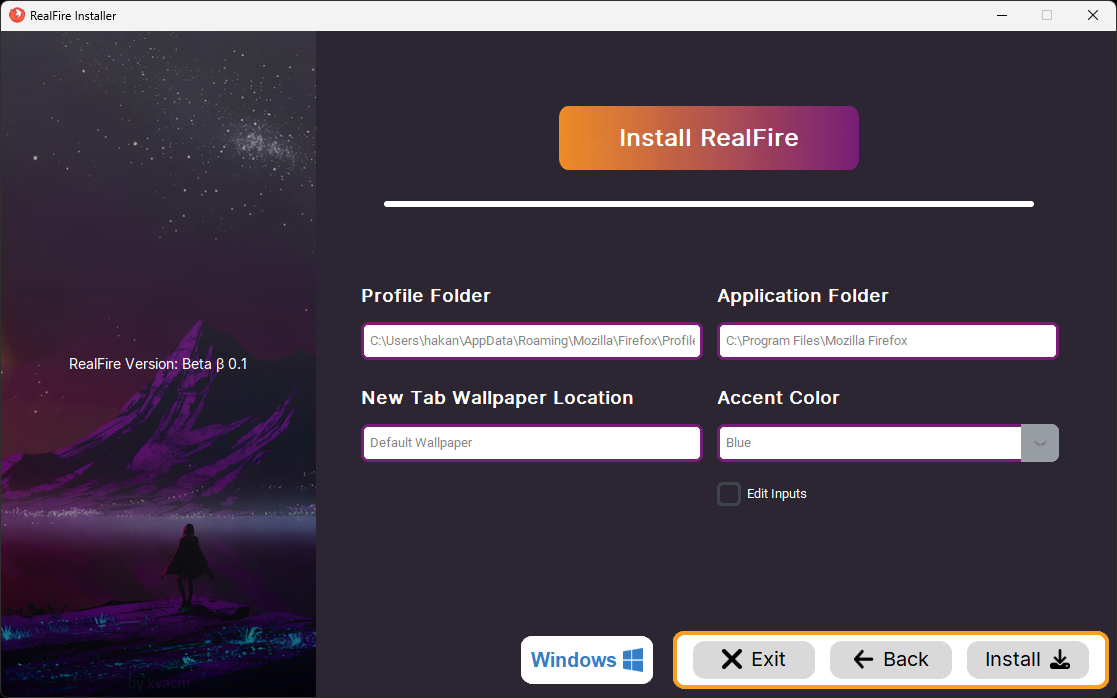 RealFire Installer
Install RealFire
Profile Folder
Application Folder
C:\Users\hakan\AppData\Roaming\Mozilla\Firefox\Profile
C:\Program Files\Mozilla Firefox
RealFire Version: Beta β 0.1
New Tab Wallpaper Location
Accent Color
Default Wallpaper
Blue
Edit Inputs
Windows
Exit
Back
Install
by kvacm